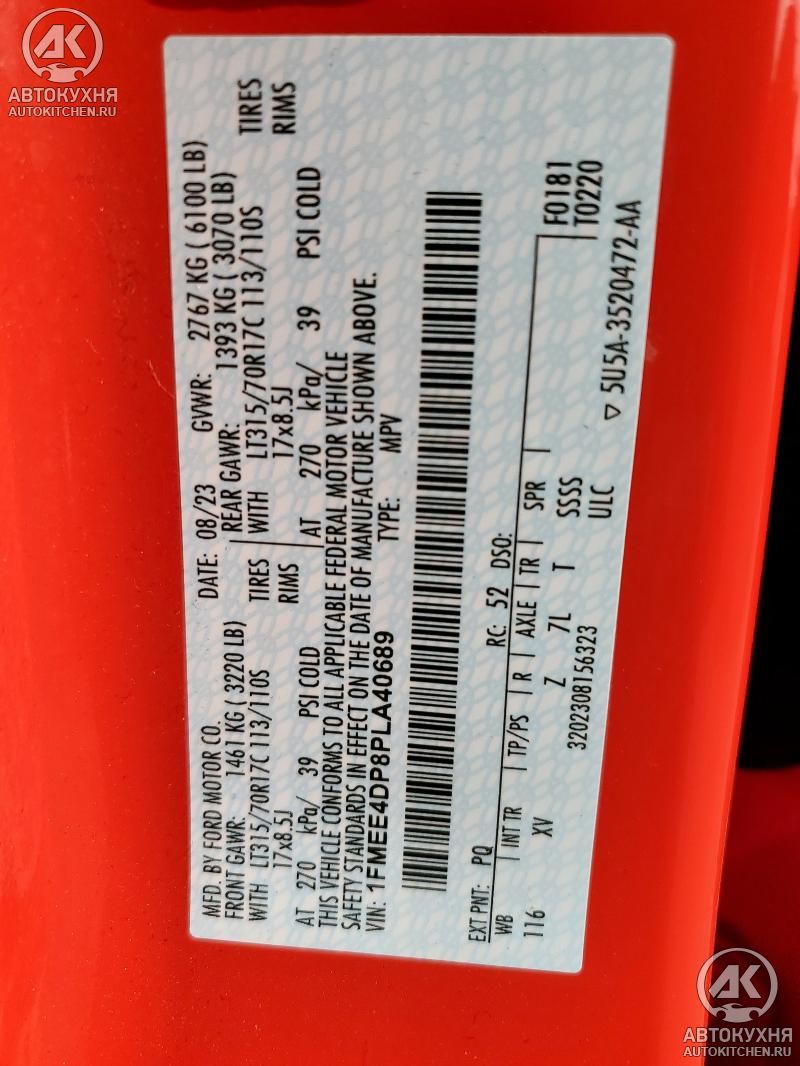 AK
АВТОКУХНЯ
AUTOKITCHEN.RU
MFD. BY FORD MOTOR CO. DATE: 08/23 GVWR: 2767 KG ( 6100 LB)
FRONT GAWR: 1461 KG ( 3220 LB) REAR GAWR: 1393 KG ( 3070 LB)
WITH LT315/70R17C 113/110S TIRES WITH LT315/70R17C 113/110S TIRES
17x8.5J RIMS 17x8.5J RIMS
AT 270 kPa/ 39 PSI COLD AT 270 kPa/ 39 PSI COLD
THIS VEHICLE CONFORMS TO ALL APPLICABLE FEDERAL MOTOR VEHICLE
SAFETY STANDARDS IN EFFECT ON THE DATE OF MANUFACTURE SHOWN ABOVE.
VIN: 1FMEE4DP8PLA40689 TYPE: MPV
EXT PNT: PQ RC: 52 DSO:
WB INT TR TP/PS R AXLE TR SPR F0181
116 XV Z 7L T SSSS T0220
3202308156323 ULC ▽ 5U5A-3520472-AA
AK
АВТОКУХНЯ
AUTOKITCHEN.RU